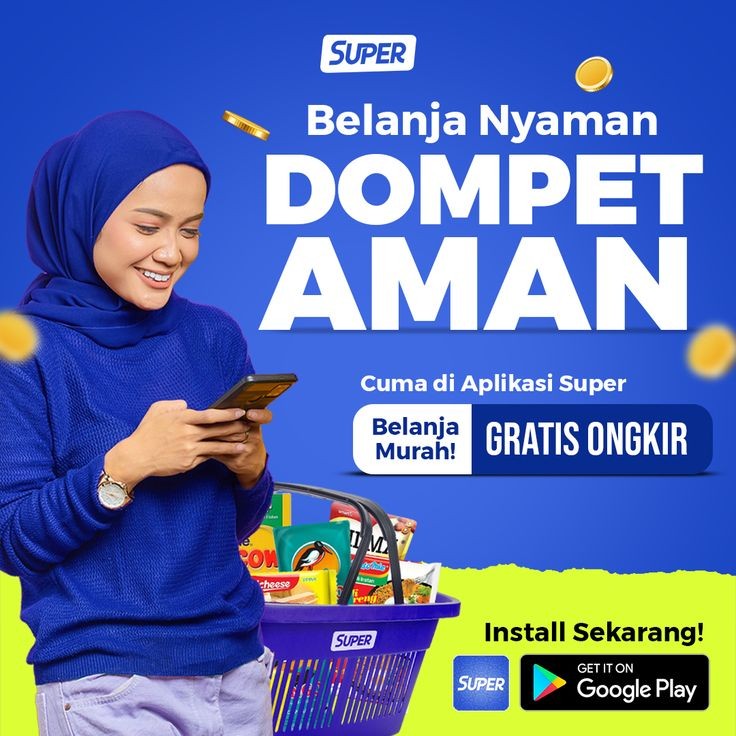 SUPER
Belanja Nyaman
DOMPET
AMAN
Cuma di Aplikasi Super
Belanja
Murah!
GRATIS ONGKIR
cheese
SUPER
Install Sekarang!
SUPER
GET IT ON
Google Play